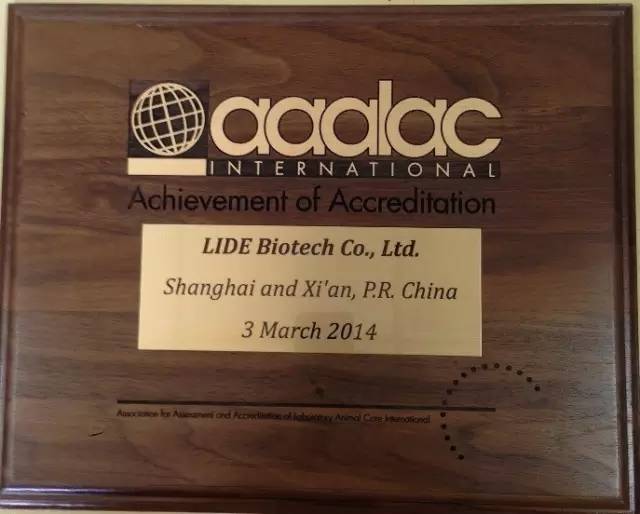 aaalac
INTERNATIONAL
Achievement of Accreditation
LIDE Biotech Co., Ltd.
Shanghai and Xi'an, P.R. China
3 March 2014
Association for Assessment and Accreditation of Laboratory Animal Care International